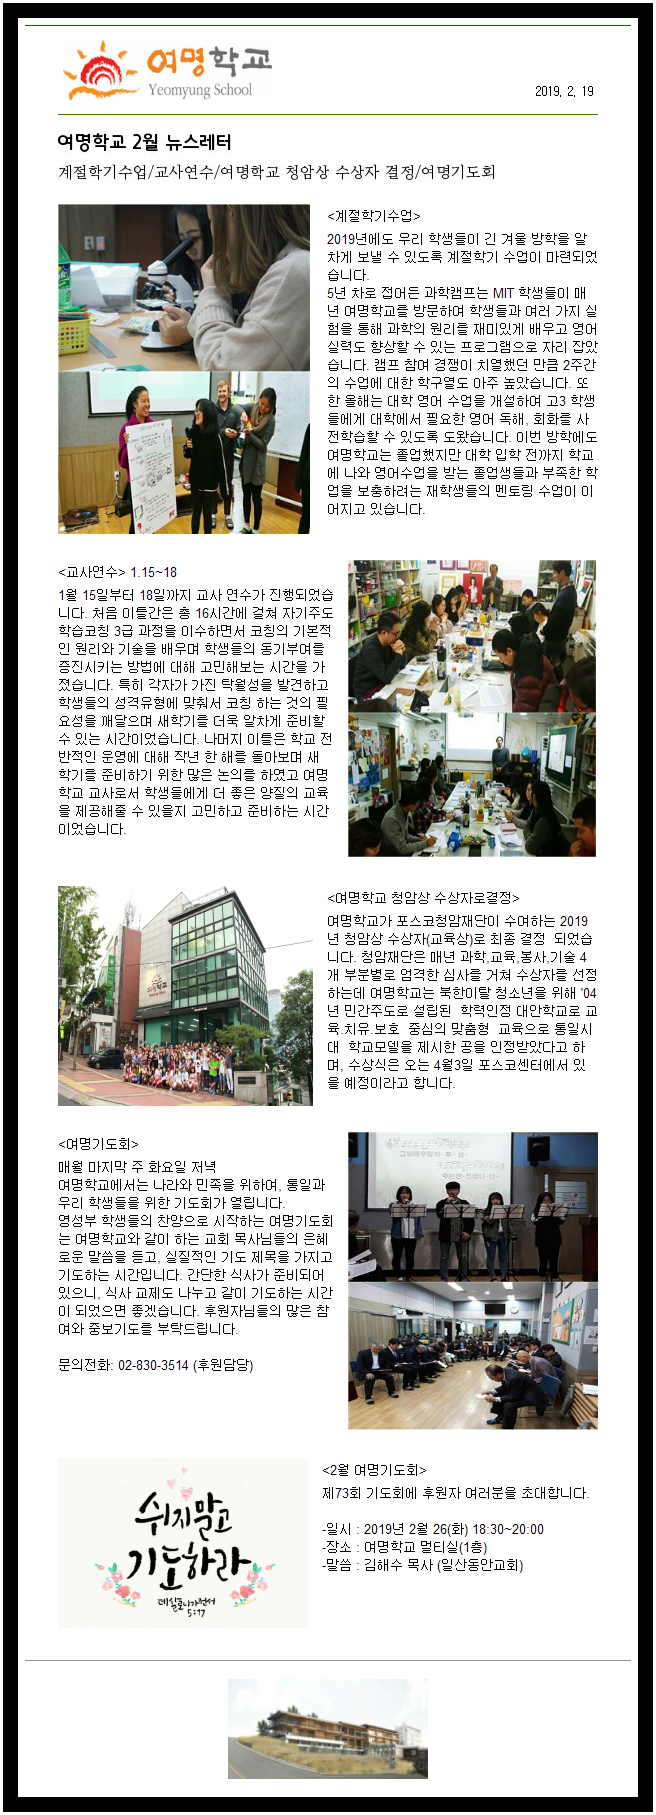 여명학교
Yeomyung School
2019. 2. 19
여명학교 2월 뉴스레터
계절학기수업/교사연수/여명학교 청암상 수상자 결정/여명기도회
<계절학기수업>
2019년에도 우리 학생들이 긴 겨울 방학을 알
차게 보낼 수 있도록 계절학기 수업이 마련되었
습니다.
5년 차로 접어든 과학캠프는 MIT 학생들이 매
년 여명학교를 방문하여 학생들과 여러 가지 실
험을 통해 과학의 원리를 재미있게 배우고 영어
실력도 향상할 수 있는 프로그램으로 자리 잡았
습니다. 캠프 참여 경쟁이 치열했던 만큼 2주간
의 수업에 대한 학구열도 아주 높았습니다. 또
한 올해는 대학 영어 수업을 개설하여 고3 학생
들에게 대학에서 필요한 영어 독해, 회화를 사
전학습할 수 있도록 도왔습니다. 이번 방학에도
여명학교는 졸업했지만 대학 입학 전까지 학교
에 나와 영어수업을 받는 졸업생들과 부족한 학
업을 보충하려는 재학생들의 멘토링 수업이 이
어지고 있습니다.
<교사연수> 1.15~18
1월 15일부터 18일까지 교사 연수가 진행되었습
니다. 처음 이틀간은 총 16시간에 걸쳐 자기주도
학습코칭 3급 과정을 이수하면서 코칭의 기본적
인 원리와 기술을 배우며 학생들의 동기부여를
증진시키는 방법에 대해 고민해보는 시간을 가
졌습니다. 특히 각자가 가진 탁월성을 발견하고
학생들의 성격유형에 맞춰서 코칭 하는 것의 필
요성을 깨달으며 새학기를 더욱 알차게 준비할
수 있는 시간이었습니다. 나머지 이틀은 학교 전
반적인 운영에 대해 작년 한 해를 돌아보며 새
학기를 준비하기 위한 많은 논의를 하였고 여명
학교 교사로서 학생들에게 더 좋은 양질의 교육
을 제공해줄 수 있을지 고민하고 준비하는 시간
이었습니다.
<여명학교 청암상 수상자로결정>
여명학교가 포스코청암재단이 수여하는 2019
년 청암상 수상자(교육상)로 최종 결정 되었습
니다. 청암재단은 매년 과학,교육,봉사,기술 4
개 부분별로 엄격한 심사를 거쳐 수상자를 선정
하는데 여명학교는 북한이탈 청소년을 위해 '04
년 민간주도로 설립된 학력인정 대안학교로 교
육.치유.보호 중심의 맞춤형 교육으로 통일시
대 학교모델을 제시한 공을 인정받았다고 하
며, 수상식은 오는 4월3일 포스코센터에서 있
을 예정이라고 합니다.
<여명기도회>
매월 마지막 주 화요일 저녁
여명학교에서는 나라와 민족을 위하며, 통일과
우리 학생들을 위한 기도회가 열립니다.
영성부 학생들의 찬양으로 시작하는 여명기도회
는 여명학교와 같이 하는 교회 목사님들의 은혜
로운 말씀을 듣고, 실질적인 기도 제목을 가지고
기도하는 시간입니다. 간단한 식사가 준비되어
있으니, 식사 교제도 나누고 같이 기도하는 시간
이 되었으면 좋겠습니다. 후원자님들의 많은 참
여와 중보기도를 부탁드립니다.
문의전화: 02-830-3514 (후원담당)
쉬지말고
기도하라
데살로니가전서
5:17
<2월 여명기도회>
제73회 기도회에 후원자 여러분을 초대합니다.
-일시 : 2019년 2월 26(화) 18:30~20:00
-장소 : 여명학교 멀티실(1층)
-말씀 : 김해수 목사 (일산동안교회)